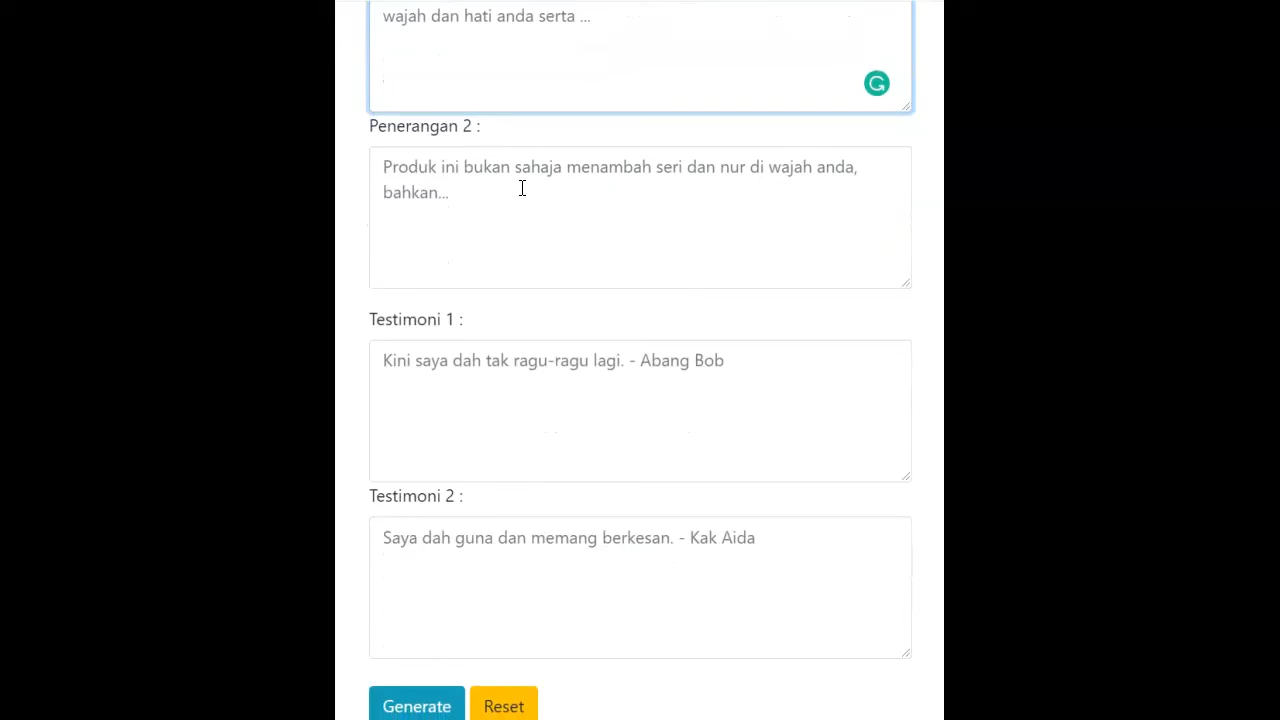 wajah dan hati anda serta ...
Penerangan 2 :
Produk ini bukan sahaja menambah seri dan nur di wajah anda,
bahkan...
Testimoni 1 :
Kini saya dah tak ragu-ragu lagi. - Abang Bob
Testimoni 2 :
Saya dah guna dan memang berkesan. - Kak Aida
Generate Reset